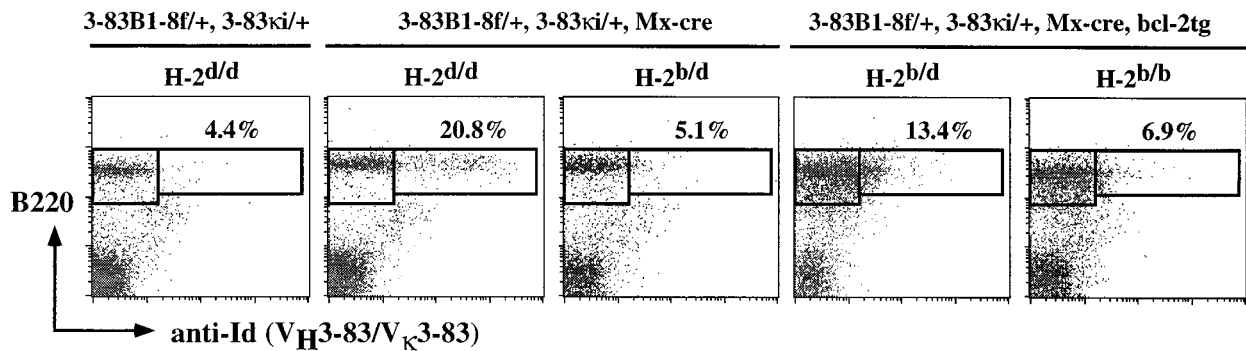 3-83B1-8f/+, 3-83κi/+ 3-83B1-8f/+, 3-83κi/+, Mx-cre 3-83B1-8f/+, 3-83κi/+, Mx-cre, bcl-2tg
H-2d/d H-2d/d H-2b/d H-2b/d H-2b/b
4.4% 20.8% 5.1% 13.4% 6.9%
B220
anti-Id (VH3-83/Vκ3-83)